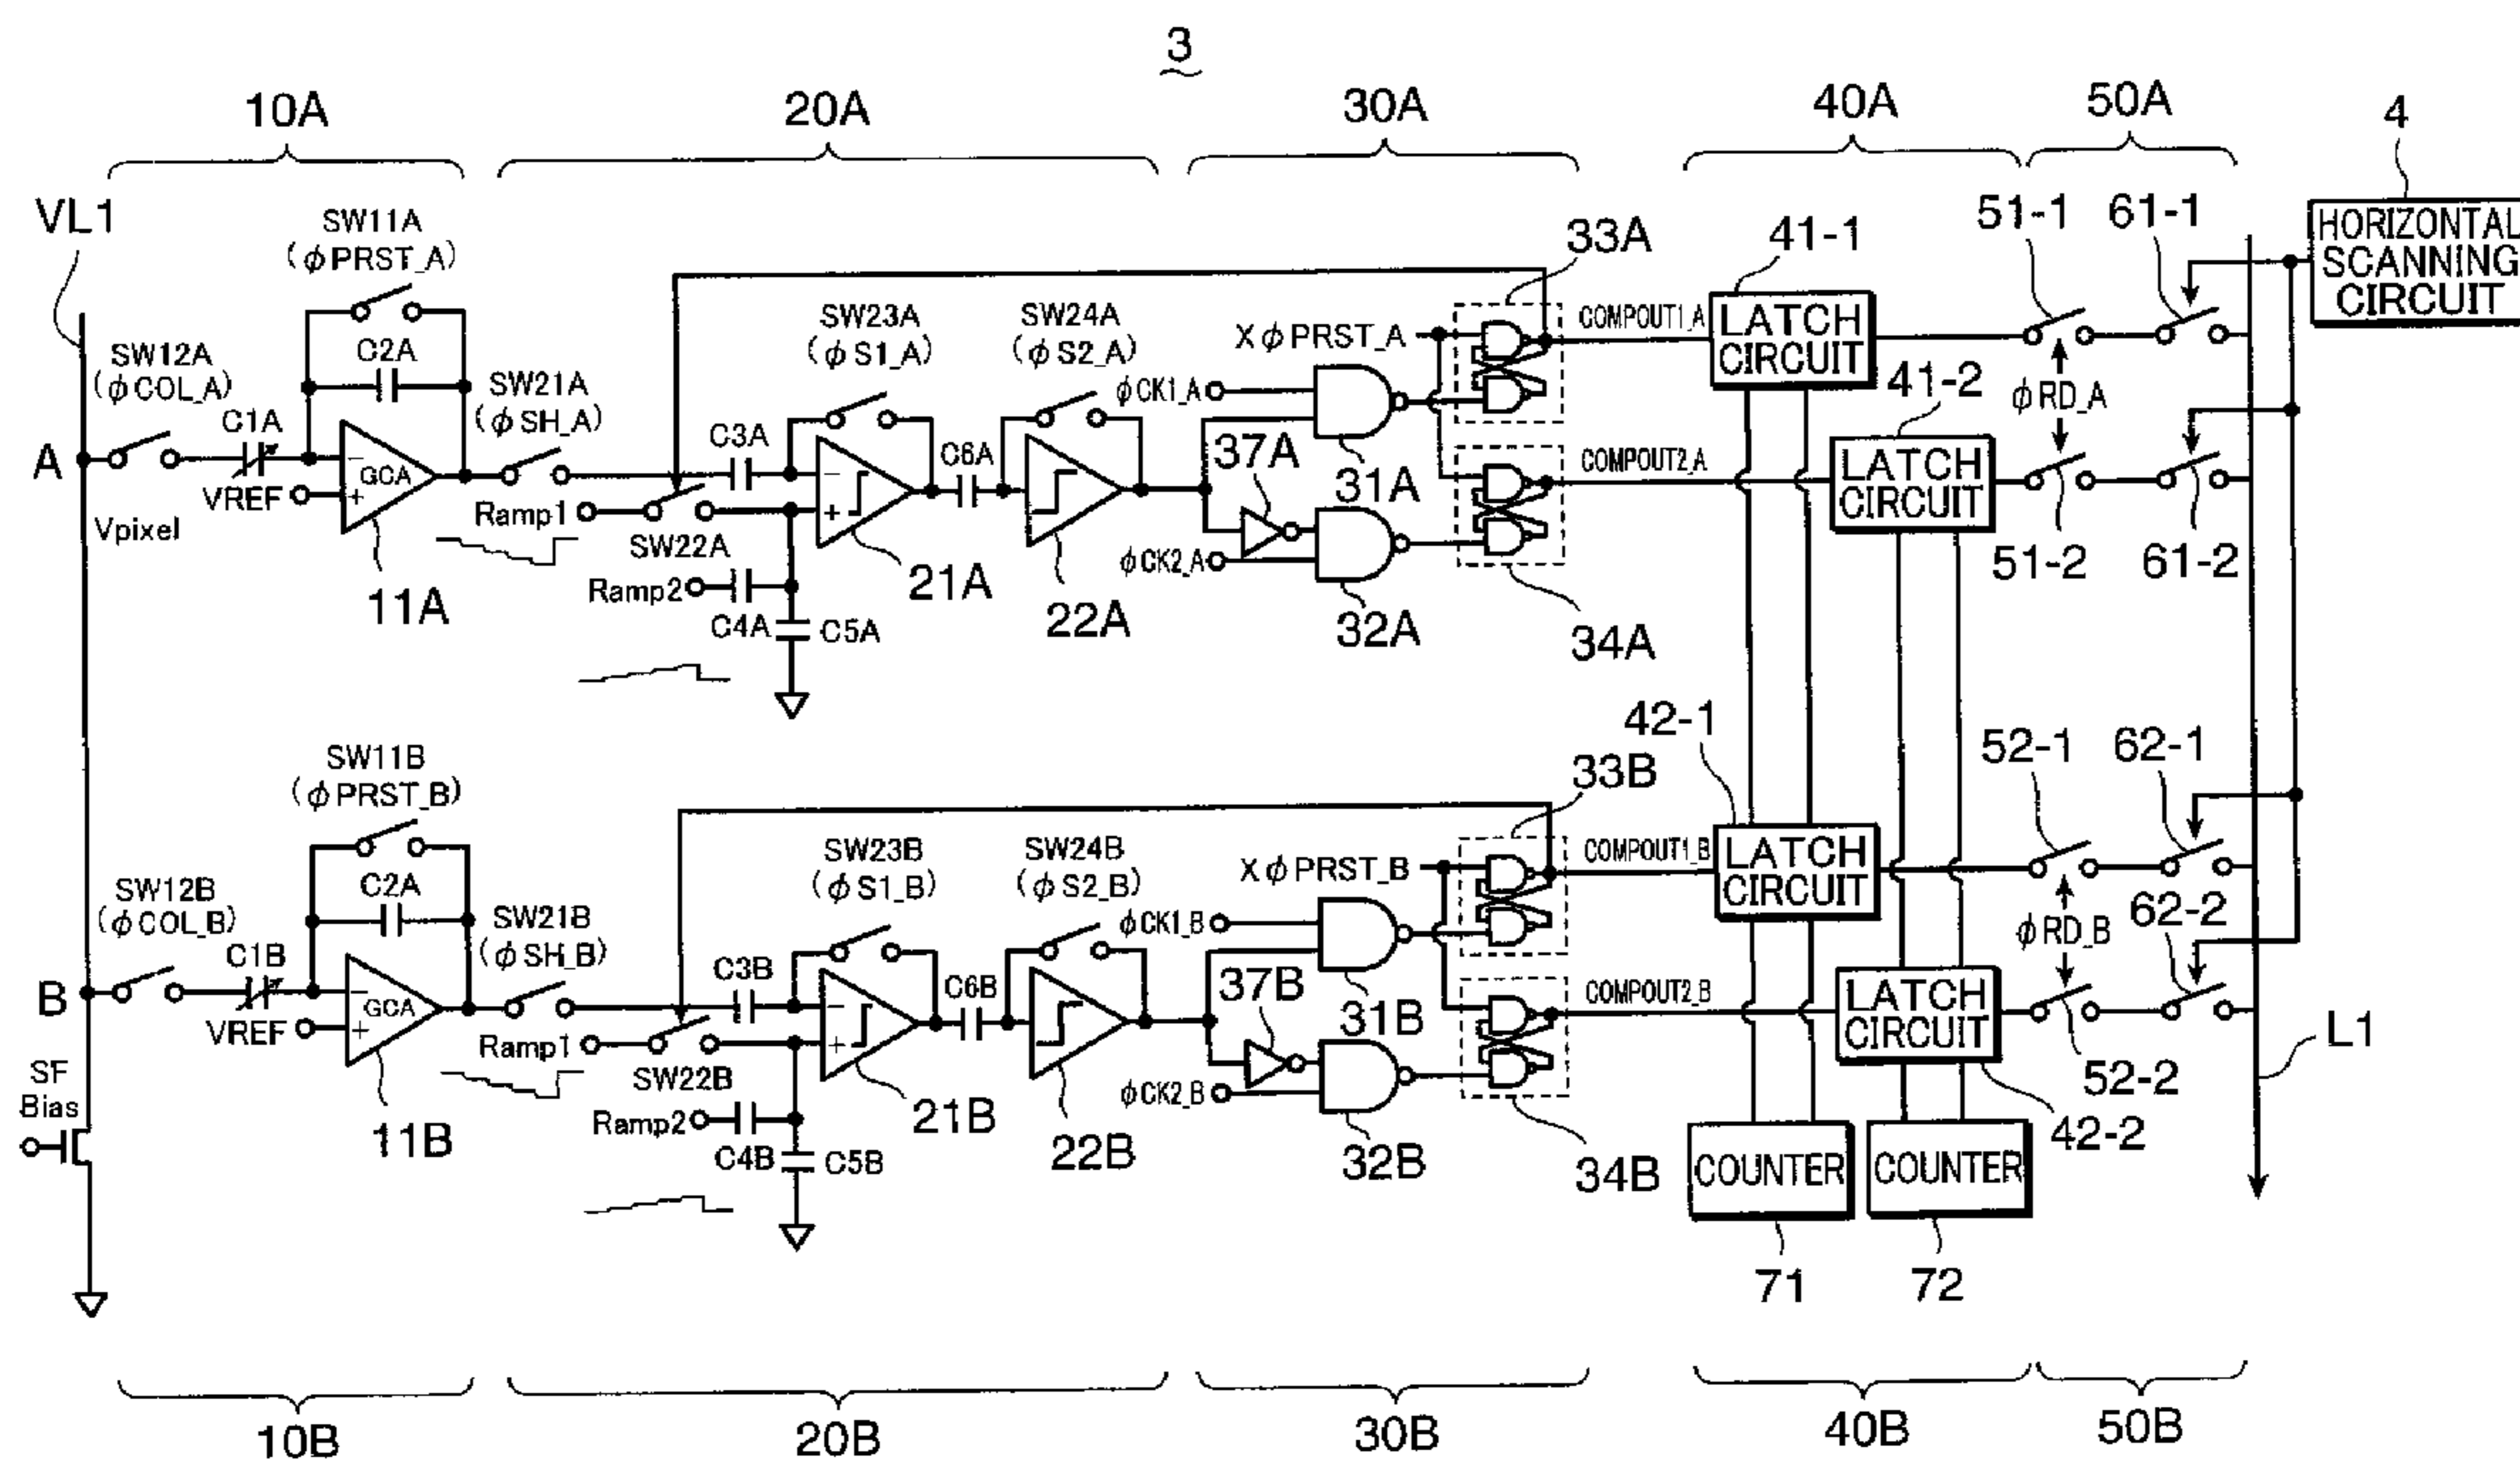 3
10A
20A
30A
40A
50A
4
VL1
SW11A
(φPRST_A)
SW12A
(φCOL_A)
C2A
C1A
SW21A
(φSH_A)
A
VREF
Vpixel
GCA
-
+
11A
C3A
Ramp1
SW22A
Ramp2
C4A
C5A
SW23A
(φS1_A)
-
+
21A
C6A
SW24A
(φS2_A)
22A
XφPRST_A
φCK1_A
37A
φCK2_A
31A
32A
33A
34A
COMPOUT1_A
COMPOUT2_A
41-1
LATCH
CIRCUIT
41-2
LATCH
CIRCUIT
51-1
61-1
φRD_A
51-2
61-2
HORIZONTAL
SCANNING
CIRCUIT
SW11B
(φPRST_B)
SW12B
(φCOL_B)
C2A
C1B
SW21B
(φSH_B)
B
VREF
GCA
-
+
11B
SF
Bias
C3B
Ramp1
SW22B
Ramp2
C4B
C5B
SW23B
(φS1_B)
-
+
21B
C6B
SW24B
(φS2_B)
22B
XφPRST_B
φCK1_B
37B
φCK2_B
31B
32B
33B
34B
COMPOUT1_B
COMPOUT2_B
42-1
LATCH
CIRCUIT
LATCH
CIRCUIT
42-2
52-1
62-1
φRD_B
62-2
52-2
L1
COUNTER
COUNTER
71
72
10B
20B
30B
40B
50B